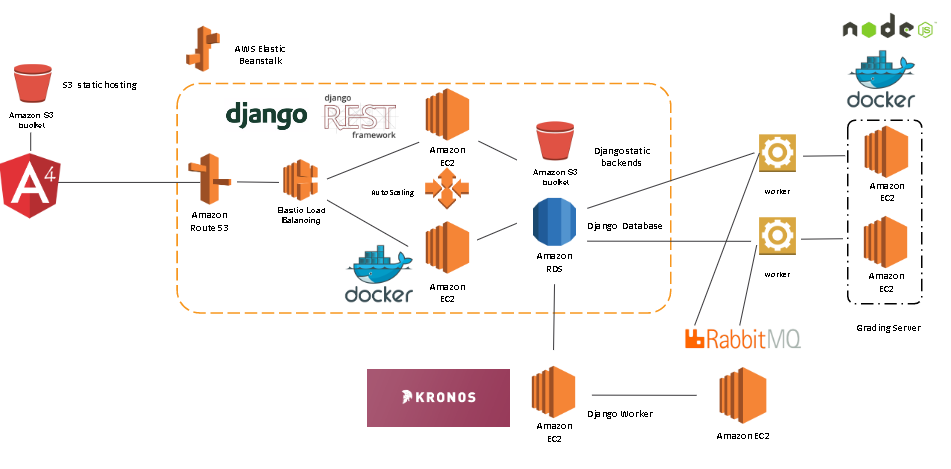 node
JS
AWS Elastic
Beanstalk
S3 static hosting
docker
Amazon S3
bucket
django
django
REST
framework
Amazon
EC2
Django static
backends
A
4
Amazon S3
bucket
worker
Amazon
EC2
Auto Scaling
Amazon
Route 53
Elastic Load
Balancing
Django Database
Amazon
RDS
docker
Amazon
EC2
worker
Amazon
EC2
Grading Server
RabbitMQ
KRONOS
Django Worker
Amazon
EC2
Amazon EC2